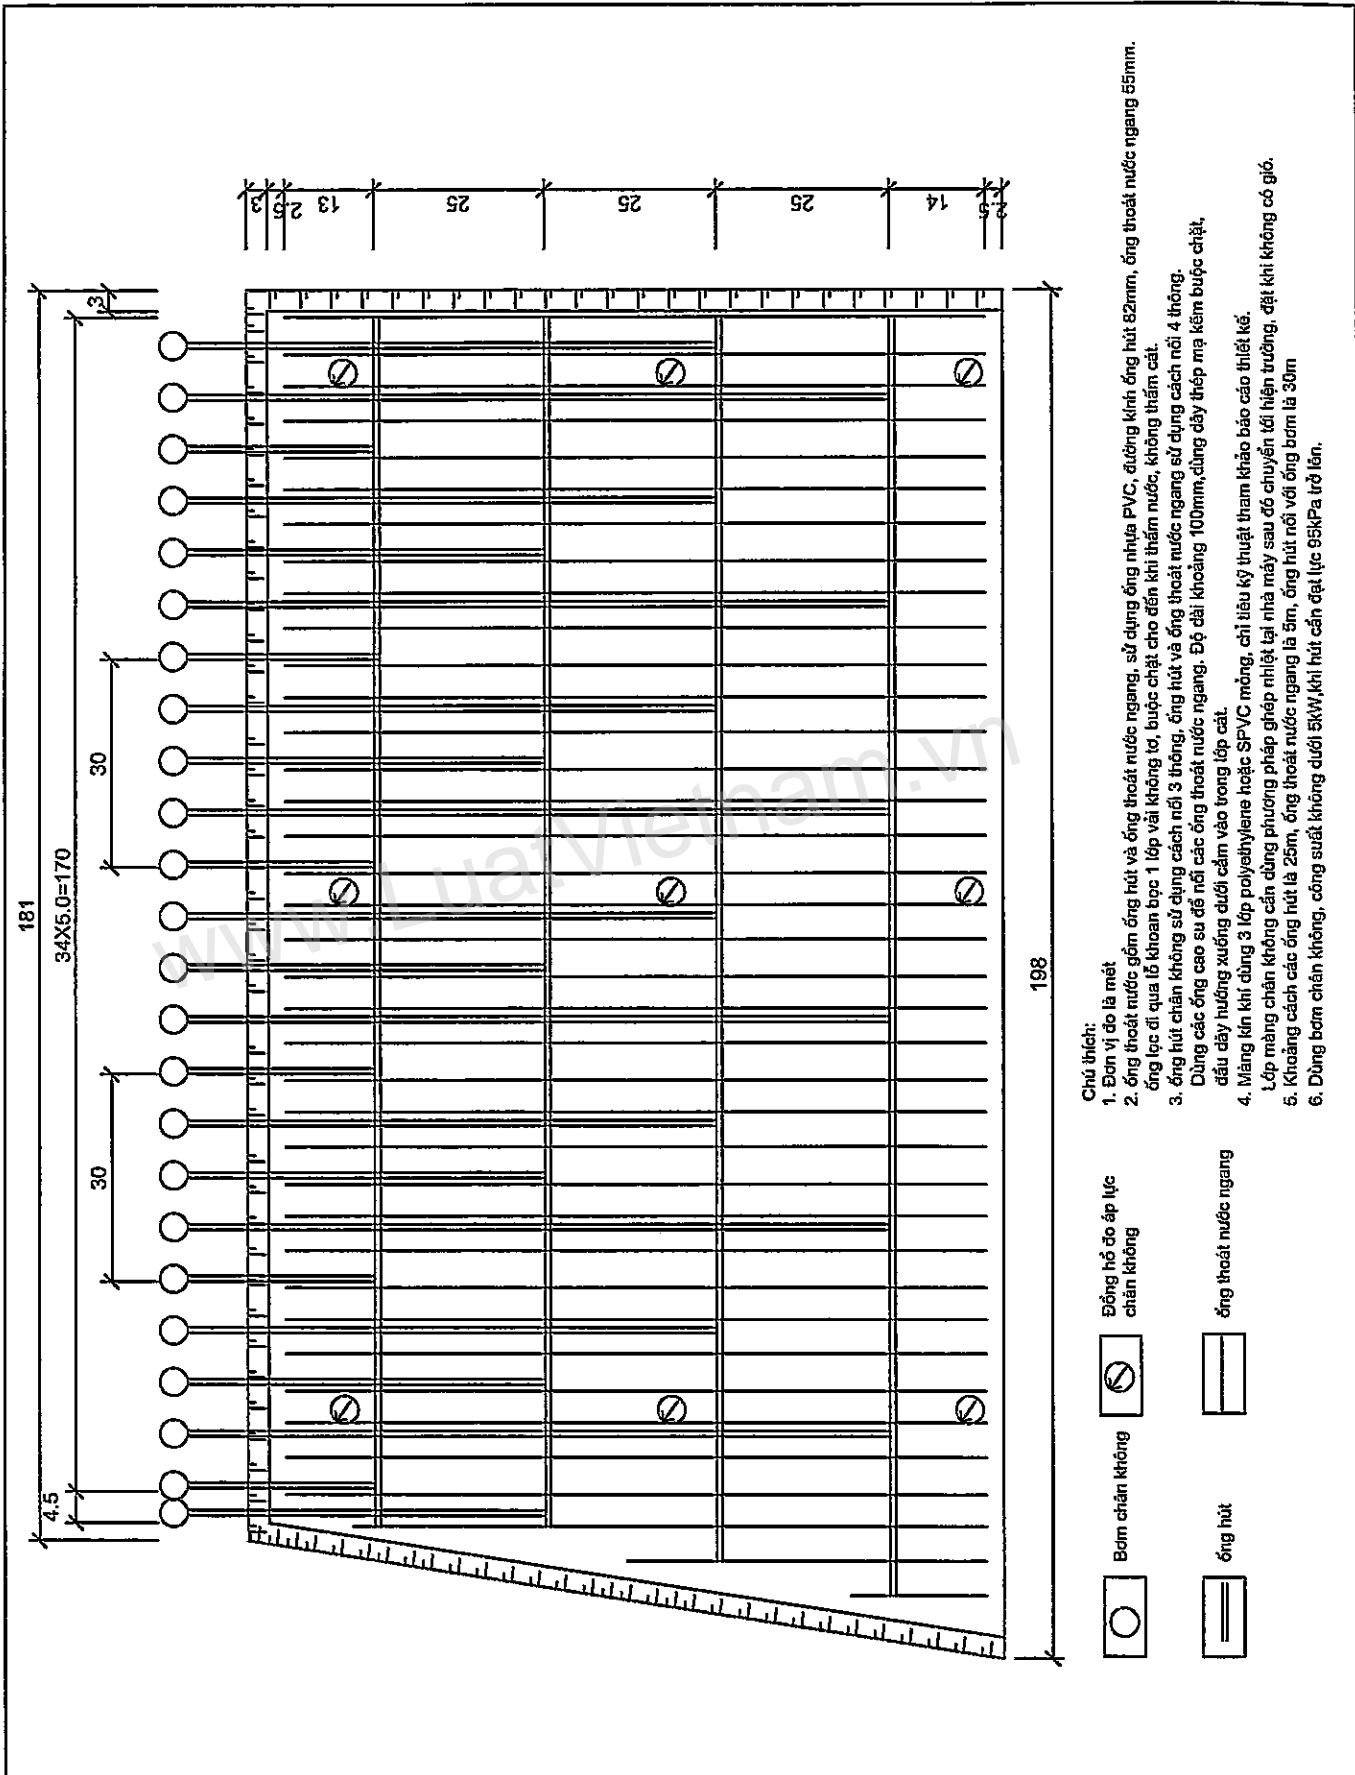 181
34X5.0=170
4.5
30
30
3
3
2.5
13
25
25
25
14
2.5
198
www.LuatVietnam.vn
Bơm chân không
Đồng hồ đo áp lực
chân không
ống hút
ống thoát nước ngang
Chú thích:
1. Đơn vị đo là mét
2. ống thoát nước gồm ống hút và ống thoát nước ngang, sử dụng ống nhựa PVC, đường kính ống hút 82mm, ống thoát nước ngang 55mm.
ống lọc đi qua lỗ khoan bọc 1 lớp vải không tơ, buộc chặt cho đến khi thấm nước, không thấm cát.
3. ống hút chân không sử dụng cách nối 3 thông, ống hút và ống thoát nước ngang sử dụng cách nối 4 thông.
Dùng các ống cao su để nối các ống thoát nước ngang. Độ dài khoảng 100mm,dùng dây thép mạ kẽm buộc chặt,
đầu dây hướng xuống dưới cắm vào trong lớp cát.
4. Màng kín khí dùng 3 lớp polyethylene hoặc SPVC mỏng, chỉ tiêu kỹ thuật tham khảo báo cáo thiết kế.
Lớp màng chân không cần dùng phương pháp ghép nhiệt tại nhà máy sau đó chuyển tới hiện trường, đặt khi không có gió.
5. Khoảng cách các ống hút là 25m, ống thoát nước ngang là 5m, ống hút nối với ống bơm là 30m
6. Dùng bơm chân không, công suất không dưới 5kW,khi hút cần đạt lực 95kPa trở lên.